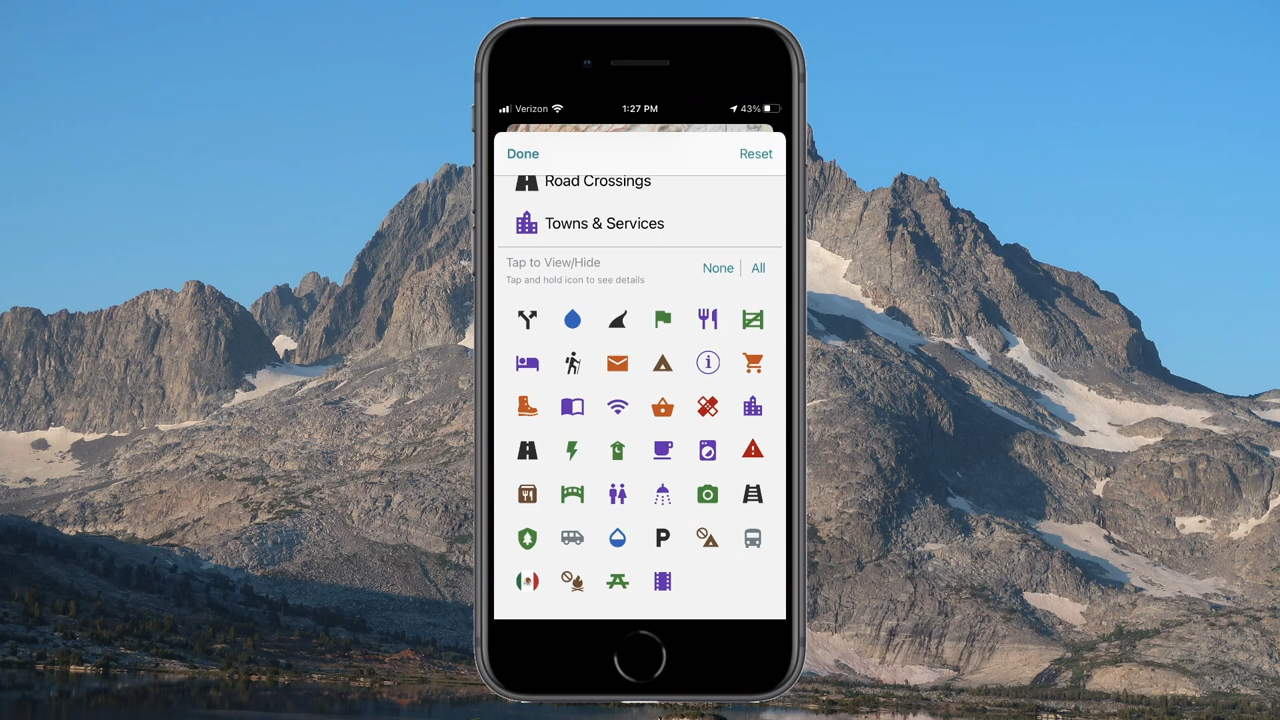 Verizon 1:27 PM 43%
Done Reset
Road Crossings
Towns & Services
Tap to View/Hide
None All
Tap and hold icon to see details
P